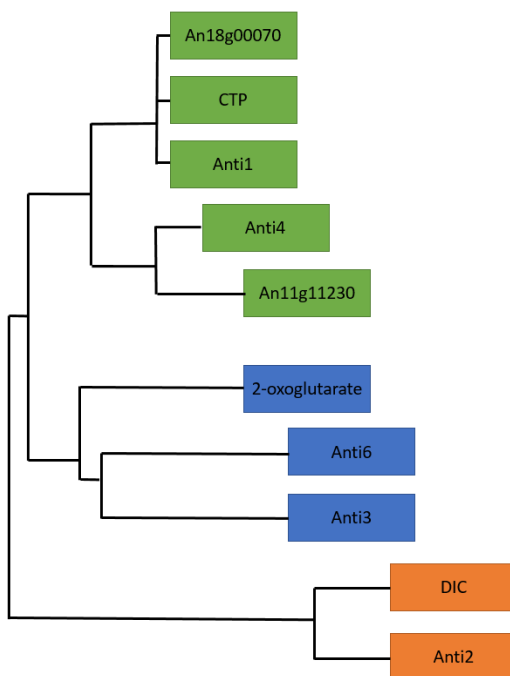 An18g00070
CTP
Anti1
Anti4
An11g11230
2-oxoglutarate
Anti6
Anti3
DIC
Anti2